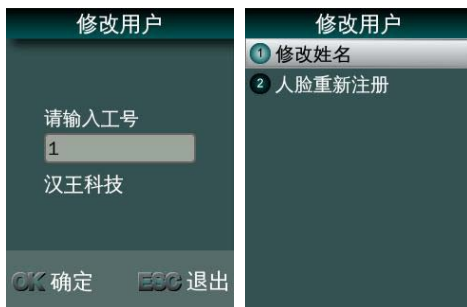 修改用户
请输入工号
1
汉王科技
OK 确定 ESC 退出
修改用户
1 修改姓名
2 人脸重新注册